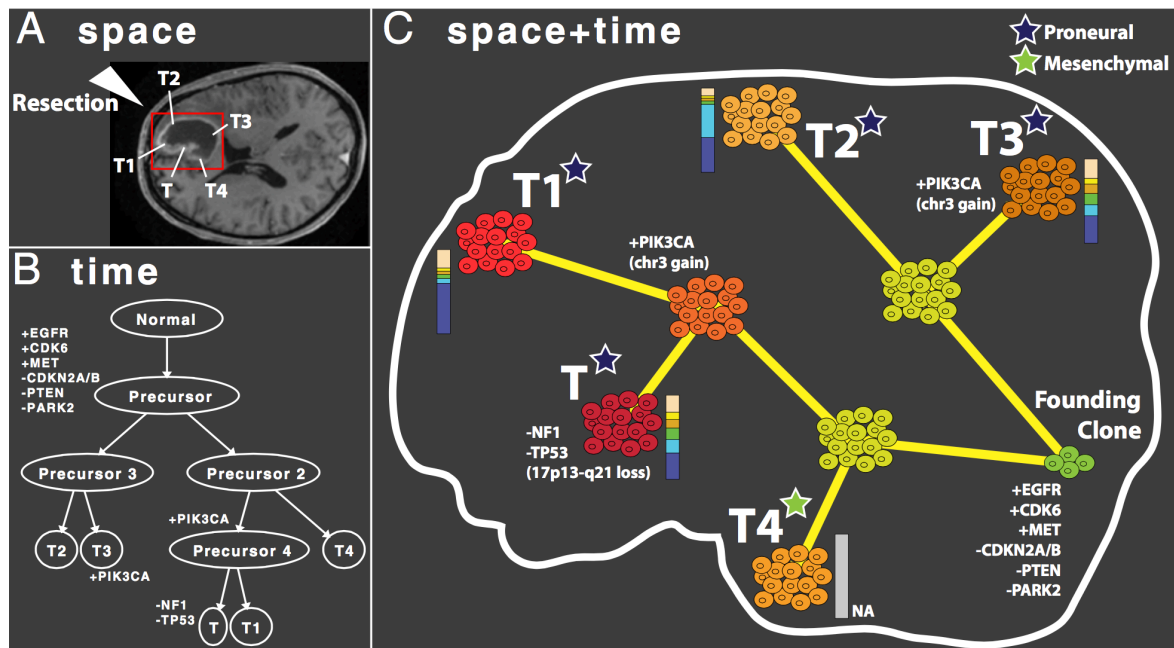 A space
Resection
T2
T3
T1
T
T4
B time
Normal
+EGFR
+CDK6
+MET
-CDKN2A/B
-PTEN
-PARK2
Precursor
Precursor 3
Precursor 2
+PIK3CA
T2
T3
Precursor 4
T4
+PIK3CA
-NF1
-TP53
T
T1
C space+time
Proneural
Mesenchymal
T1
T2
T3
+PIK3CA
(chr3 gain)
+PIK3CA
(chr3 gain)
T
-NF1
-TP53
(17p13-q21 loss)
T4
NA
Founding
Clone
+EGFR
+CDK6
+MET
-CDKN2A/B
-PTEN
-PARK2